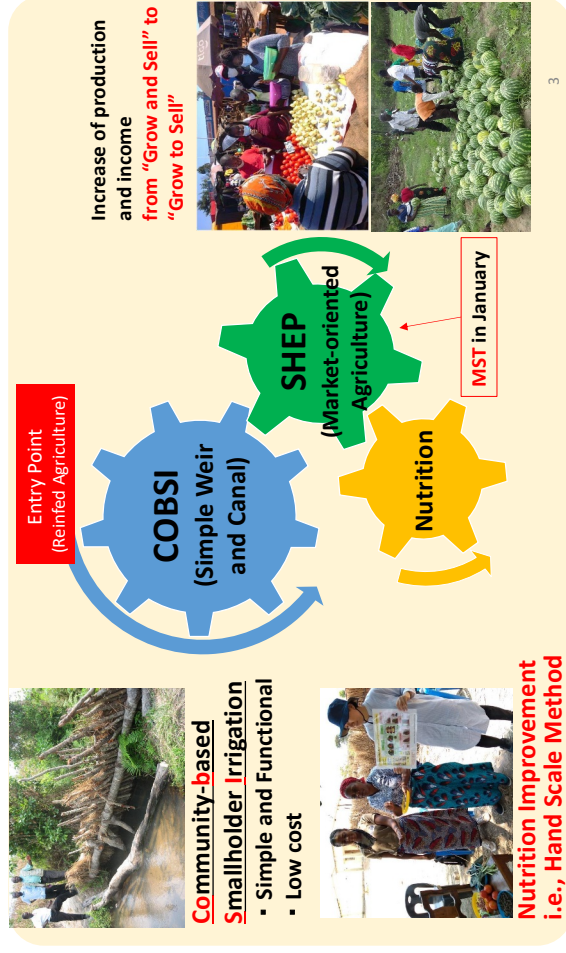 Entry Point
(Reinfed Agriculture)
COBSI
(Simple Weir
and Canal)
SHEP
(Market-oriented
Agriculture)
Nutrition
Increase of production
and income
from “Grow and Sell” to
“Grow to Sell”
MST in January
Community-based
Smallholder Irrigation
▪ Simple and Functional
▪ Low cost
Nutrition Improvement
i.e., Hand Scale Method
3